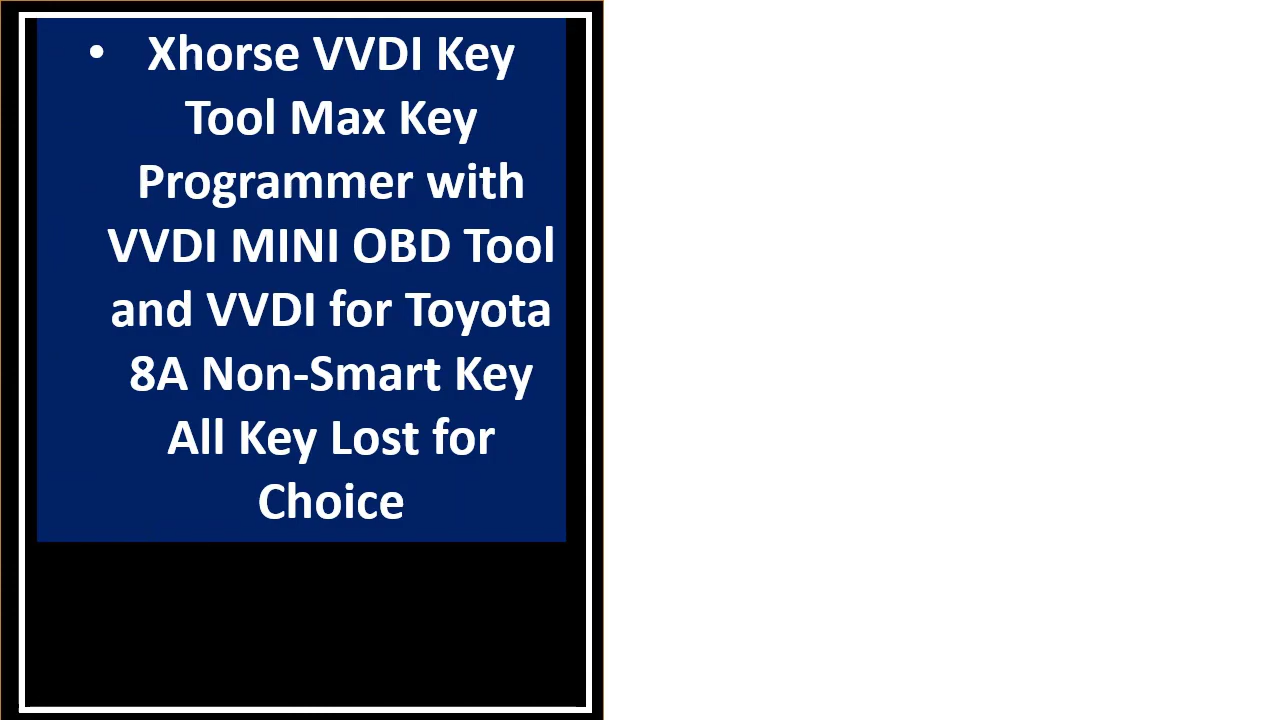 • Xhorse VVDI Key
Tool Max Key
Programmer with
VVDI MINI OBD Tool
and VVDI for Toyota
8A Non-Smart Key
All Key Lost for
Choice